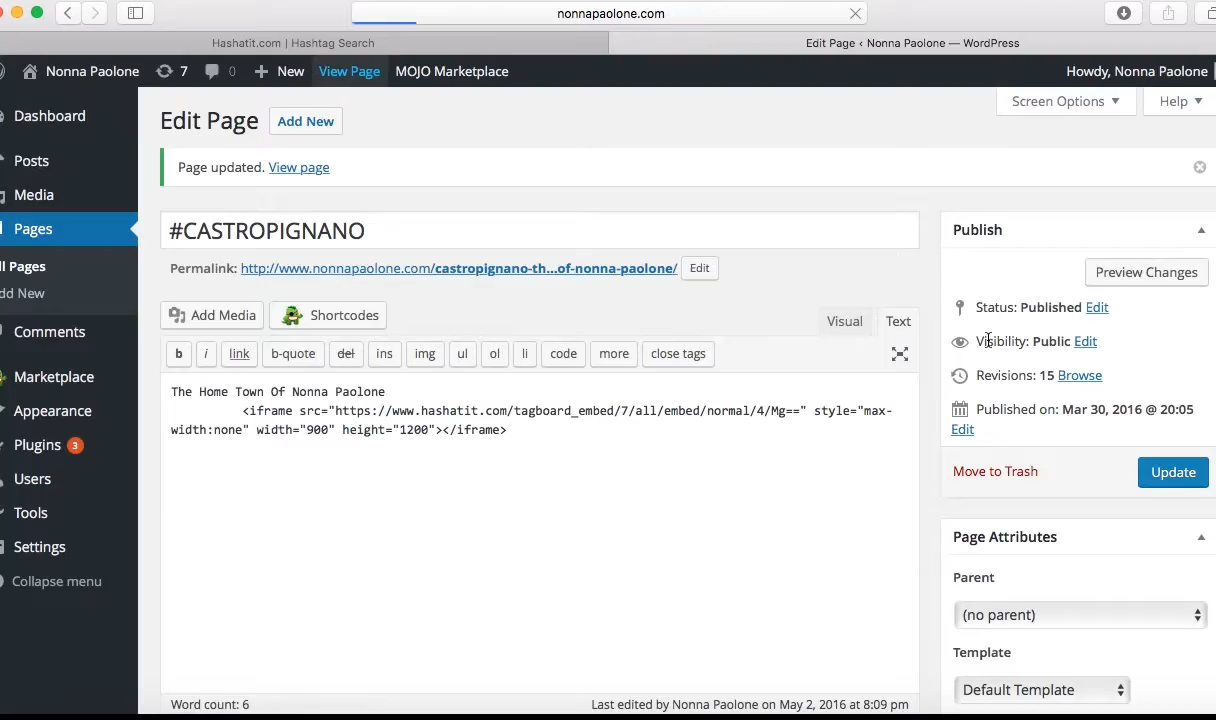 nonnapaolone.com
Hashatit.com | Hashtag Search
Edit Page ‹ Nonna Paolone — WordPress
Nonna Paolone 7 0 New View Page MOJO Marketplace Howdy, Nonna Paolone
Screen Options Help
Dashboard
Posts
Media
Pages
ll Pages
dd New
Comments
Marketplace
Appearance
Plugins 3
Users
Tools
Settings
Collapse menu
Edit Page Add New
Page updated. View page
#CASTROPIGNANO
Permalink: http://www.nonnapaolone.com/castropignano-th...of-nonna-paolone/ Edit
Add Media Shortcodes
Visual Text
b i link b-quote del ins img ul ol li code more close tags
The Home Town Of Nonna Paolone
<iframe src="https://www.hashatit.com/tagboard_embed/7/all/embed/normal/4/Mg==" style="max-
width:none" width="900" height="1200"></iframe>
Word count: 6
Last edited by Nonna Paolone on May 2, 2016 at 8:09 pm
Publish
Preview Changes
Status: Published Edit
Visibility: Public Edit
Revisions: 15 Browse
Published on: Mar 30, 2016 @ 20:05
Edit
Move to Trash Update
Page Attributes
Parent
(no parent)
Template
Default Template